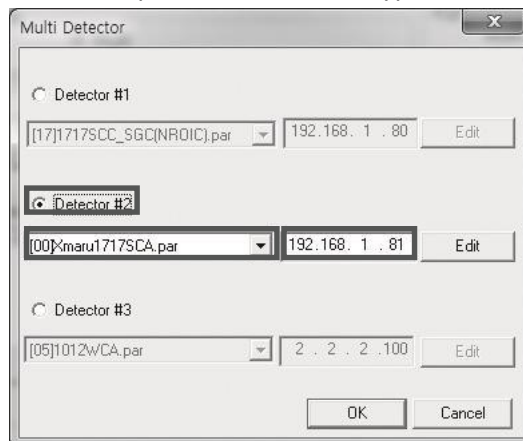 Multi Detector
X
Detector #1
[17]1717SCC_SGC(NROIC).par 192.168. 1 . 80 Edit
Detector #2
[00]Xmaru1717SCA.par 192.168. 1 . 81 Edit
Detector #3
[05]1012WCA.par 2 . 2 . 2 .100 Edit
OK Cancel